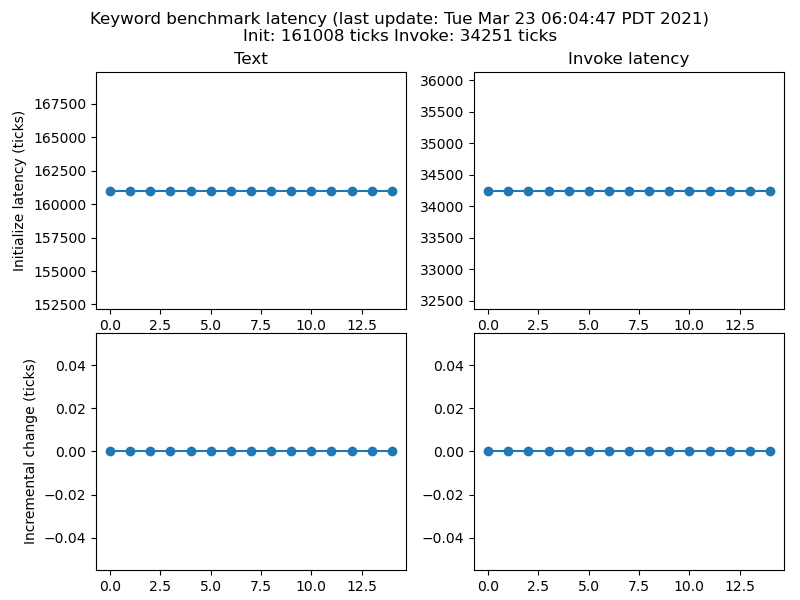 Keyword benchmark latency (last update: Tue Mar 23 06:04:47 PDT 2021)
Init: 161008 ticks Invoke: 34251 ticks
Text
Invoke latency
Initialize latency (ticks)
167500
165000
162500
160000
157500
155000
152500
0.0 2.5 5.0 7.5 10.0 12.5
36000
35500
35000
34500
34000
33500
33000
32500
0.0 2.5 5.0 7.5 10.0 12.5
Incremental change (ticks)
0.04
0.02
0.00
−0.02
−0.04
0.0 2.5 5.0 7.5 10.0 12.5
0.04
0.02
0.00
−0.02
−0.04
0.0 2.5 5.0 7.5 10.0 12.5